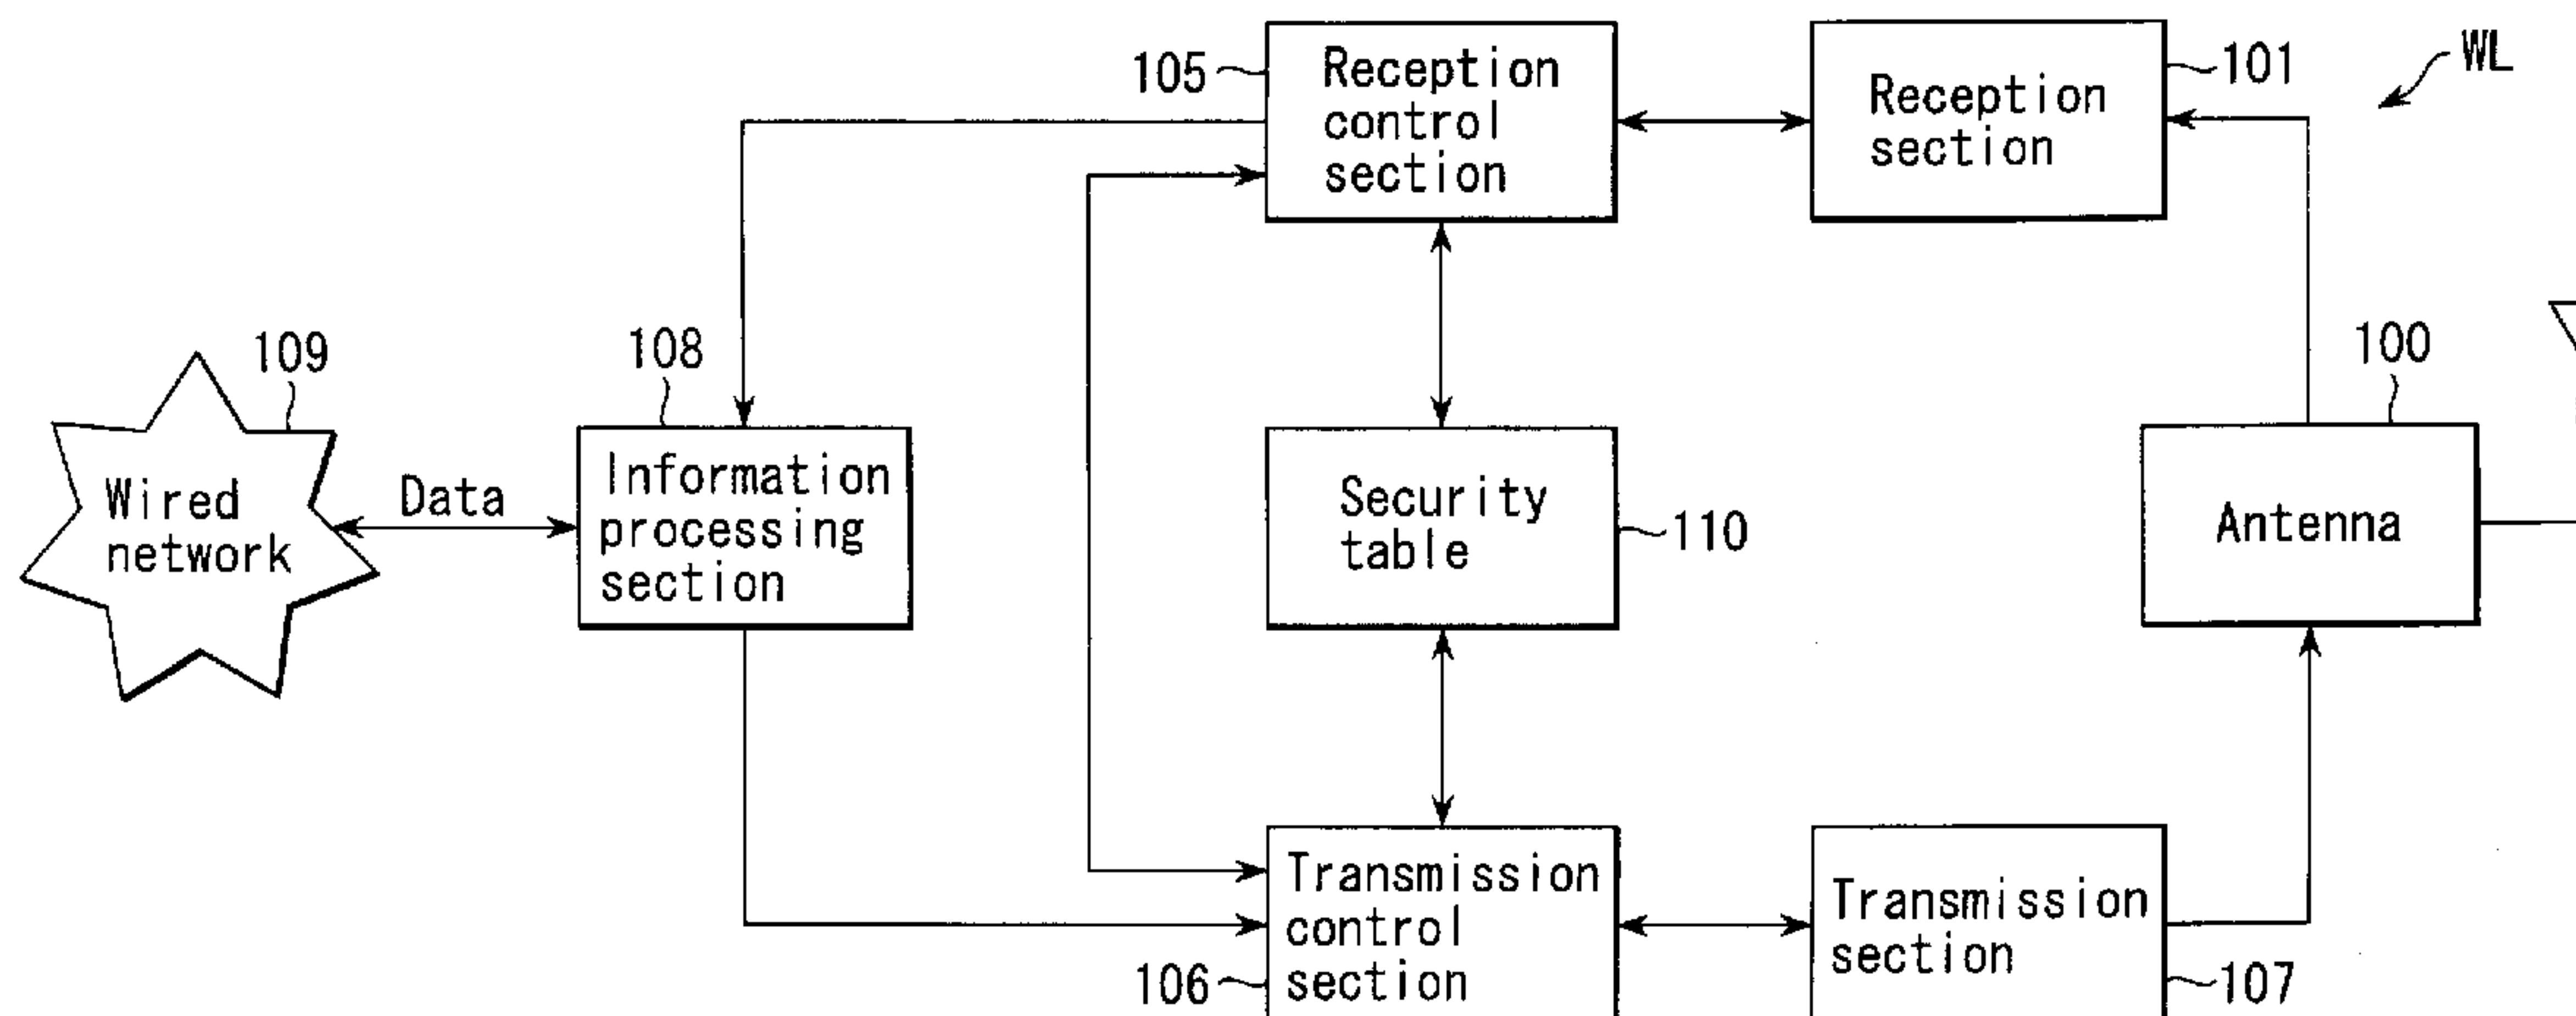 105
Reception
control
section
Reception
section
101
WL
109
Wired
network
Data
108
Information
processing
section
Security
table
110
100
Antenna
Transmission
control
section
106
Transmission
section
107